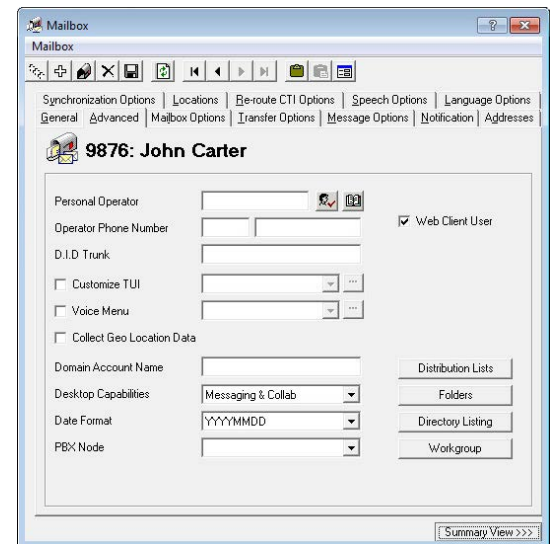 Mailbox
Mailbox
Synchronization Options Locations Re-route CTI Options Speech Options Language Options
General Advanced Mailbox Options Transfer Options Message Options Notification Addresses
9876: John Carter
Personal Operator
Operator Phone Number
Web Client User
D.I.D Trunk
Customize TUI ...
Voice Menu ...
Collect Geo Location Data
Domain Account Name Distribution Lists
Desktop Capabilities Messaging & Collab Folders
Date Format YYYYMMDD Directory Listing
PBX Node Workgroup
Summary View >>>